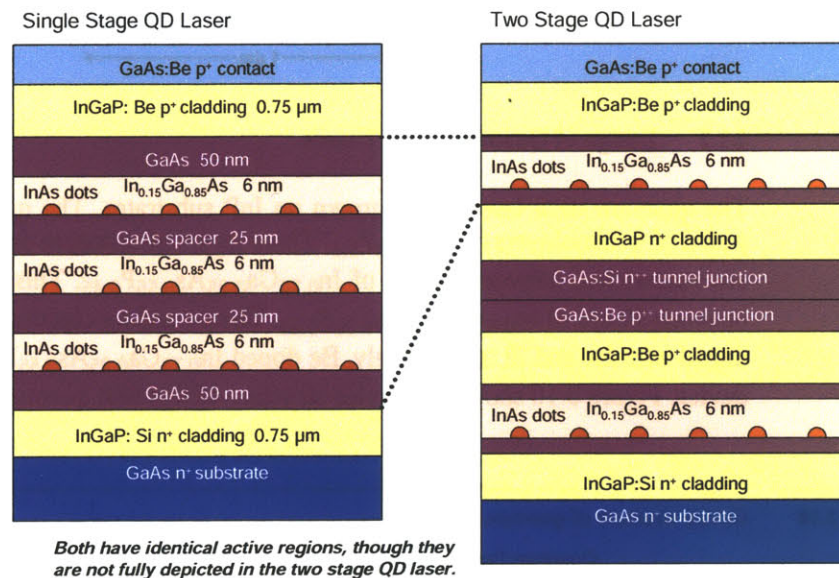 Single Stage QD Laser
GaAs:Be p⁺ contact
InGaP: Be p⁺ cladding 0.75 µm
GaAs 50 nm
InAs dots In₀.₁₅Ga₀.₈₅As 6 nm
GaAs spacer 25 nm
InAs dots In₀.₁₅Ga₀.₈₅As 6 nm
GaAs spacer 25 nm
InAs dots In₀.₁₅Ga₀.₈₅As 6 nm
GaAs 50 nm
InGaP: Si n⁺ cladding 0.75 µm
GaAs n⁻ substrate
Two Stage QD Laser
GaAs:Be p⁺ contact
InGaP:Be p⁺ cladding
InAs dots In₀.₁₅Ga₀.₈₅As 6 nm
InGaP n⁺ cladding
GaAs:Si n⁺⁺ tunnel junction
GaAs:Be p⁺⁺ tunnel junction
InGaP:Be p⁺ cladding
InAs dots In₀.₁₅Ga₀.₈₅As 6 nm
InGaP:Si n⁺ cladding
GaAs n⁻ substrate
Both have identical active regions, though they
are not fully depicted in the two stage QD laser.